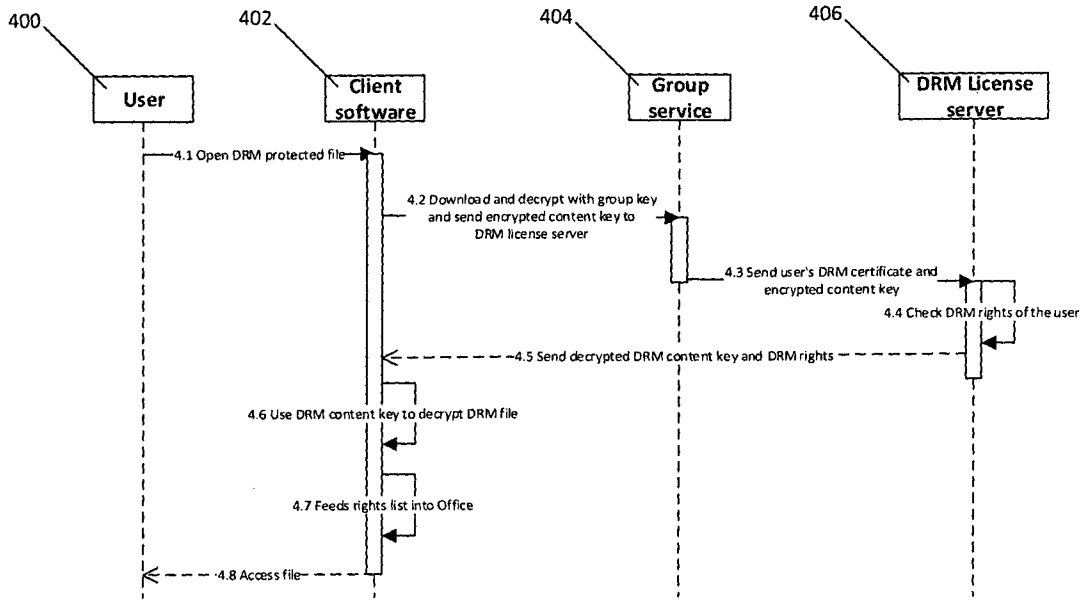 400
402
404
406
User
Client
software
Group
service
DRM License
server
4.1 Open DRM protected file
4.2 Download and decrypt with group key
and send encrypted content key to
DRM license server
4.3 Send user's DRM certificate and
encrypted content key
4.4 Check DRM rights of the user
4.5 Send decrypted DRM content key and DRM rights
4.6 Use DRM content key to decrypt DRM file
4.7 Feeds rights list into Office
4.8 Access file